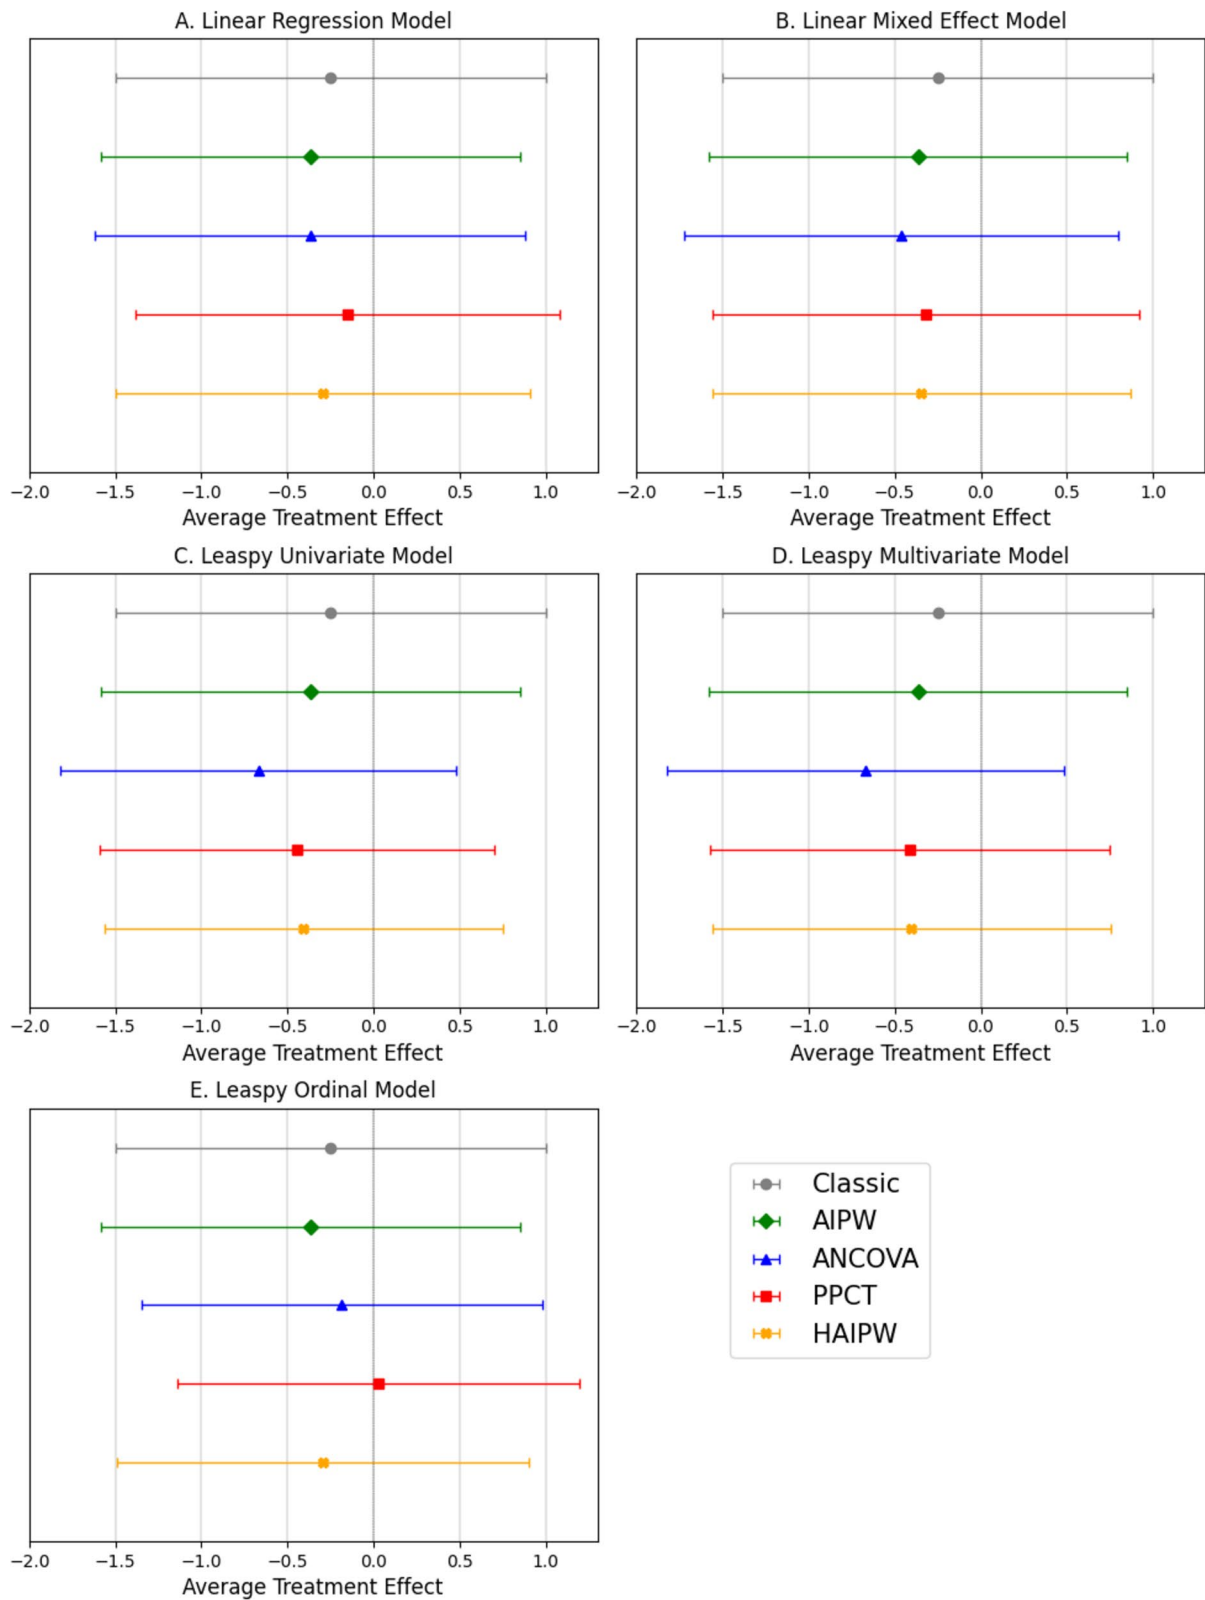 A. Linear Regression Model
−2.0 −1.5 −1.0 −0.5 0.0 0.5 1.0
Average Treatment Effect
B. Linear Mixed Effect Model
−2.0 −1.5 −1.0 −0.5 0.0 0.5 1.0
Average Treatment Effect
C. Leaspy Univariate Model
−2.0 −1.5 −1.0 −0.5 0.0 0.5 1.0
Average Treatment Effect
D. Leaspy Multivariate Model
−2.0 −1.5 −1.0 −0.5 0.0 0.5 1.0
Average Treatment Effect
E. Leaspy Ordinal Model
−2.0 −1.5 −1.0 −0.5 0.0 0.5 1.0
Average Treatment Effect
Classic
AIPW
ANCOVA
PPCT
HAIPW